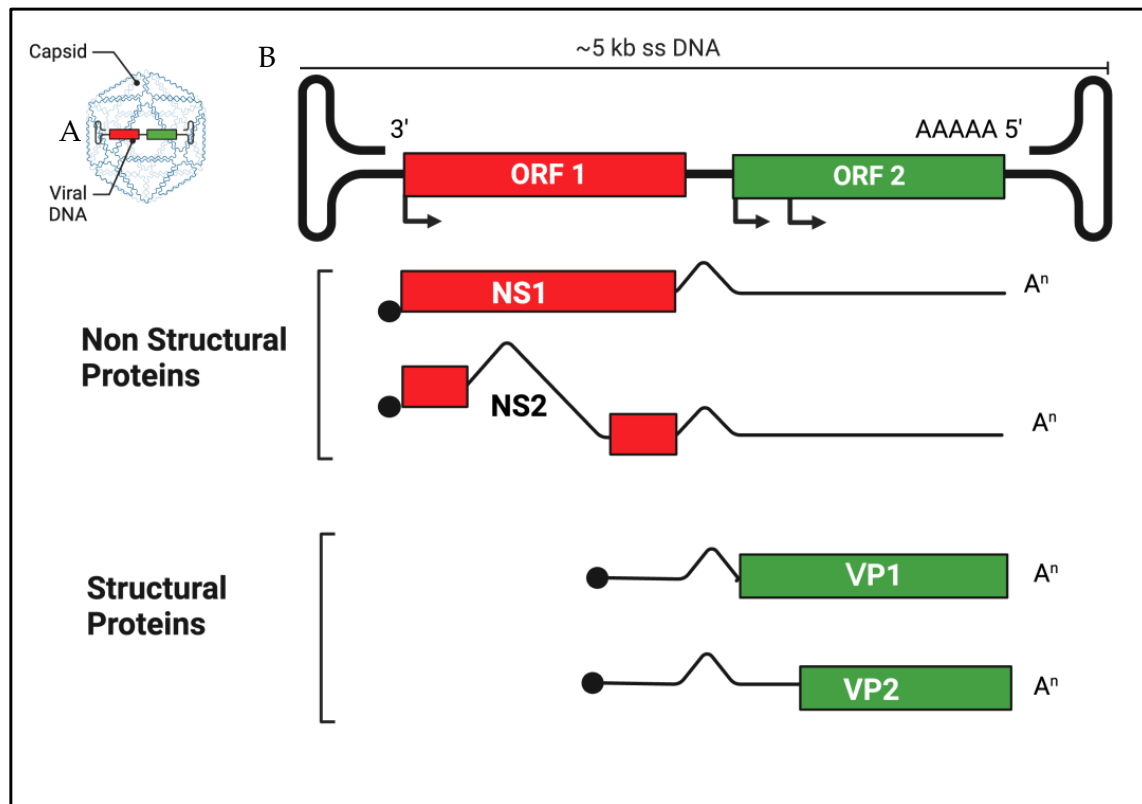 Capsid
A
Viral
DNA
B
~5 kb ss DNA
3'
AAAAA 5'
ORF 1
ORF 2
Non Structural
Proteins
NS1
Aⁿ
NS2
Aⁿ
Structural
Proteins
VP1
Aⁿ
VP2
Aⁿ